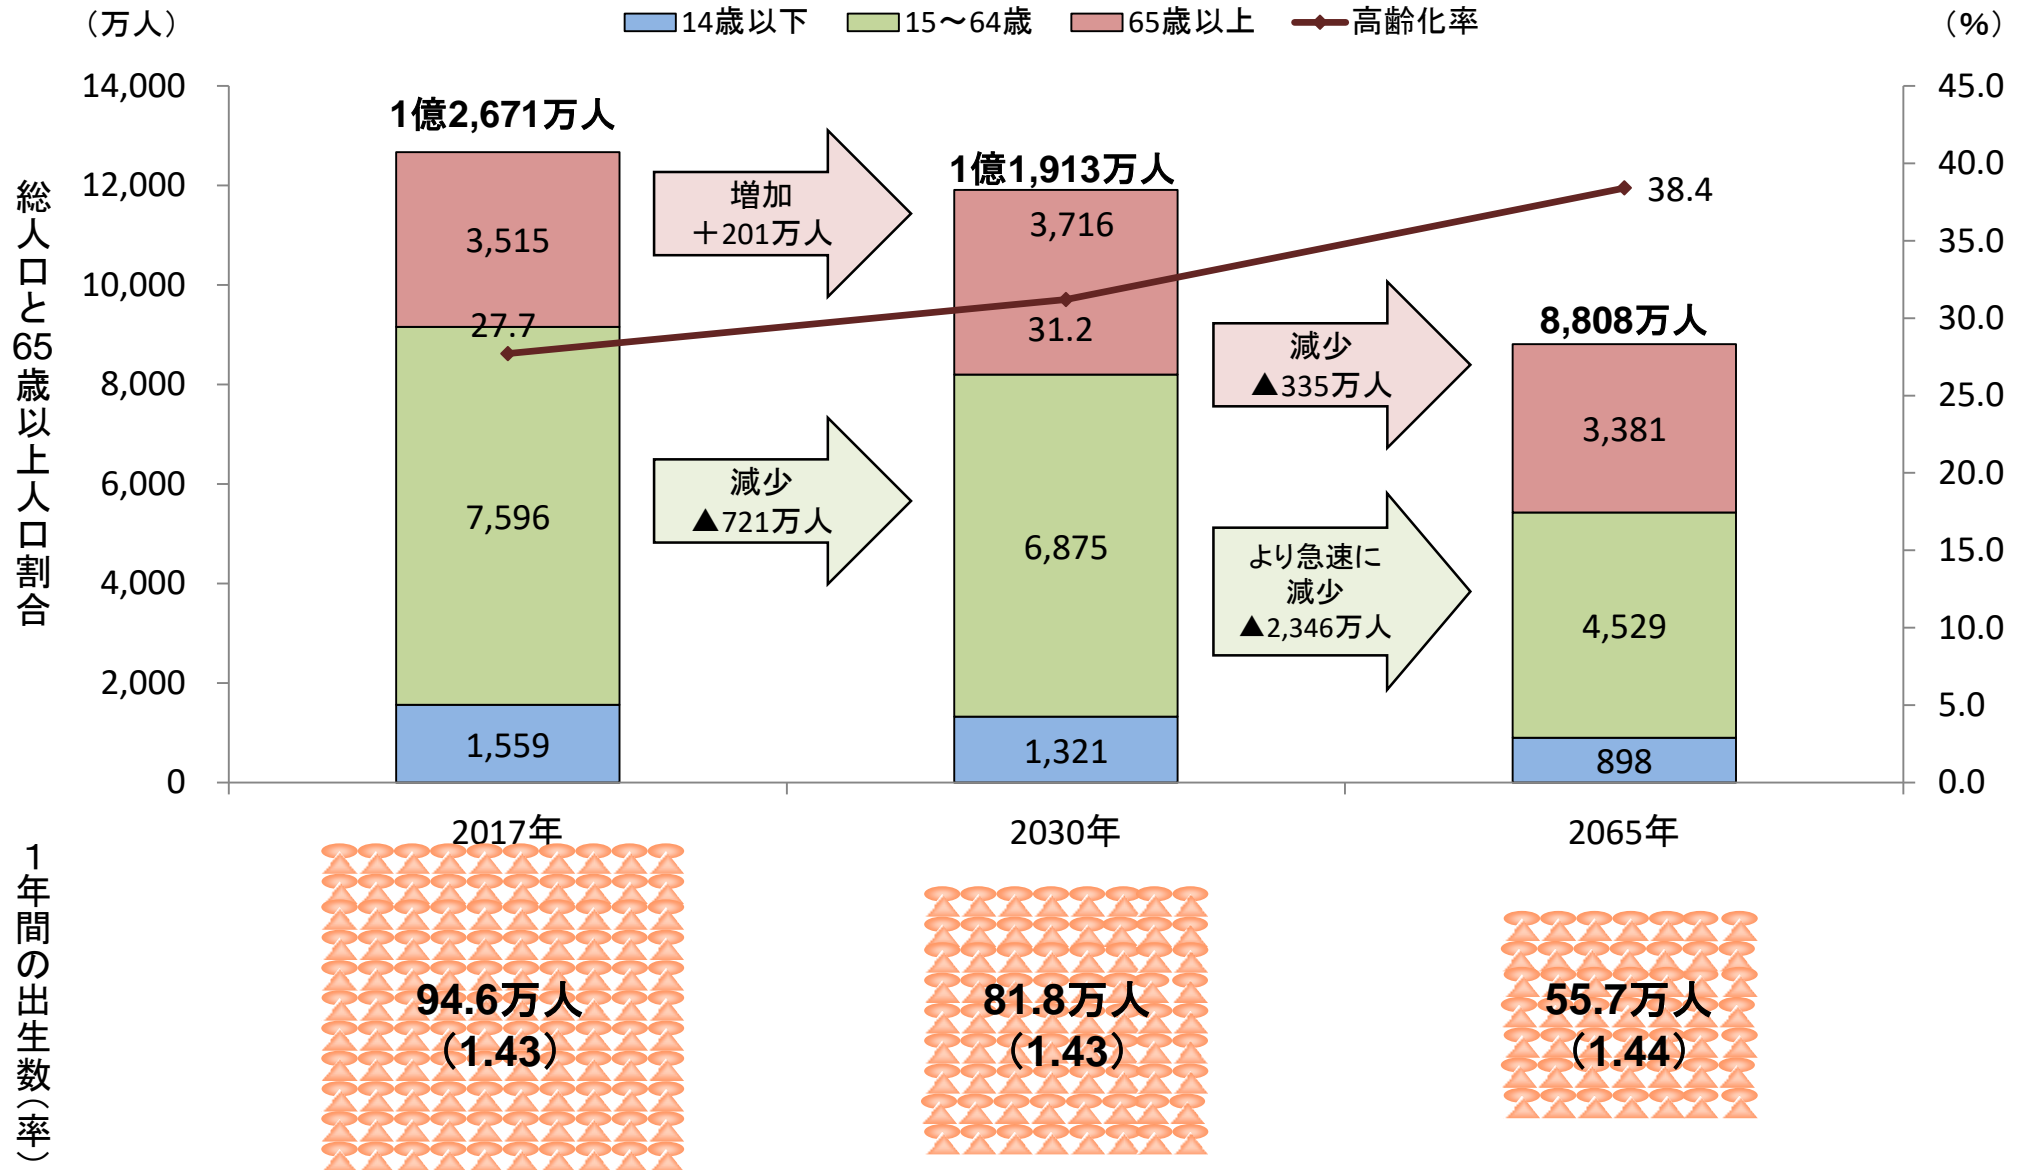 （万人）
14歳以下 15～64歳 65歳以上 高齢化率
（%）
14,000
12,000
10,000
8,000
6,000
4,000
2,000
0
45.0
40.0
35.0
30.0
25.0
20.0
15.0
10.0
5.0
0.0
総人口と65歳以上人口割合
1億2,671万人
3,515
27.7
7,596
1,559
増加
＋201万人
減少
▲721万人
1億1,913万人
3,716
31.2
6,875
1,321
減少
▲335万人
より急速に
減少
▲2,346万人
38.4
8,808万人
3,381
4,529
898
2017年 2030年 2065年
１年間の出生数（率）
94.6万人
（1.43）
81.8万人
（1.43）
55.7万人
（1.44）